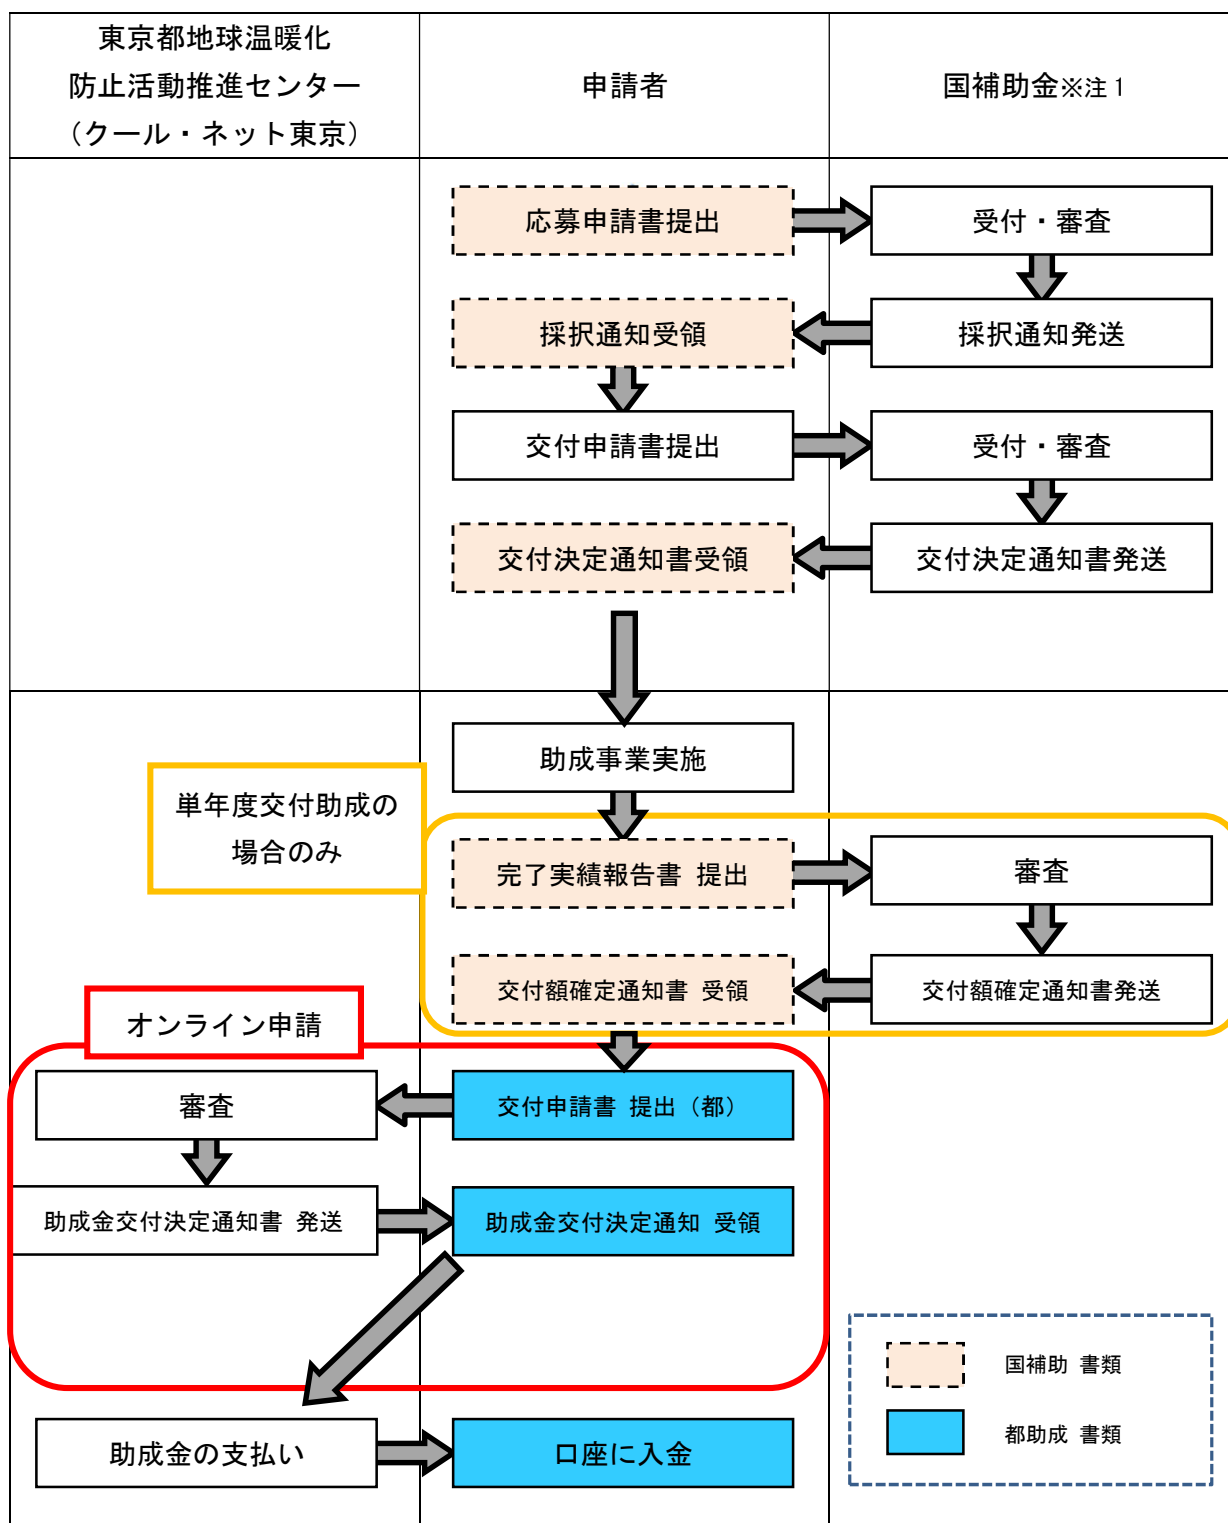 東京都地球温暖化
防止活動推進センター
（クール・ネット東京）
申請者
国補助金※注1
応募申請書提出
受付・審査
採択通知受領
採択通知発送
交付申請書提出
受付・審査
交付決定通知書受領
交付決定通知書発送
助成事業実施
単年度交付助成の
場合のみ
完了実績報告書 提出
審査
交付額確定通知書 受領
交付額確定通知書発送
オンライン申請
審査
交付申請書 提出（都）
助成金交付決定通知書 発送
助成金交付決定通知 受領
国補助 書類
都助成 書類
助成金の支払い
口座に入金